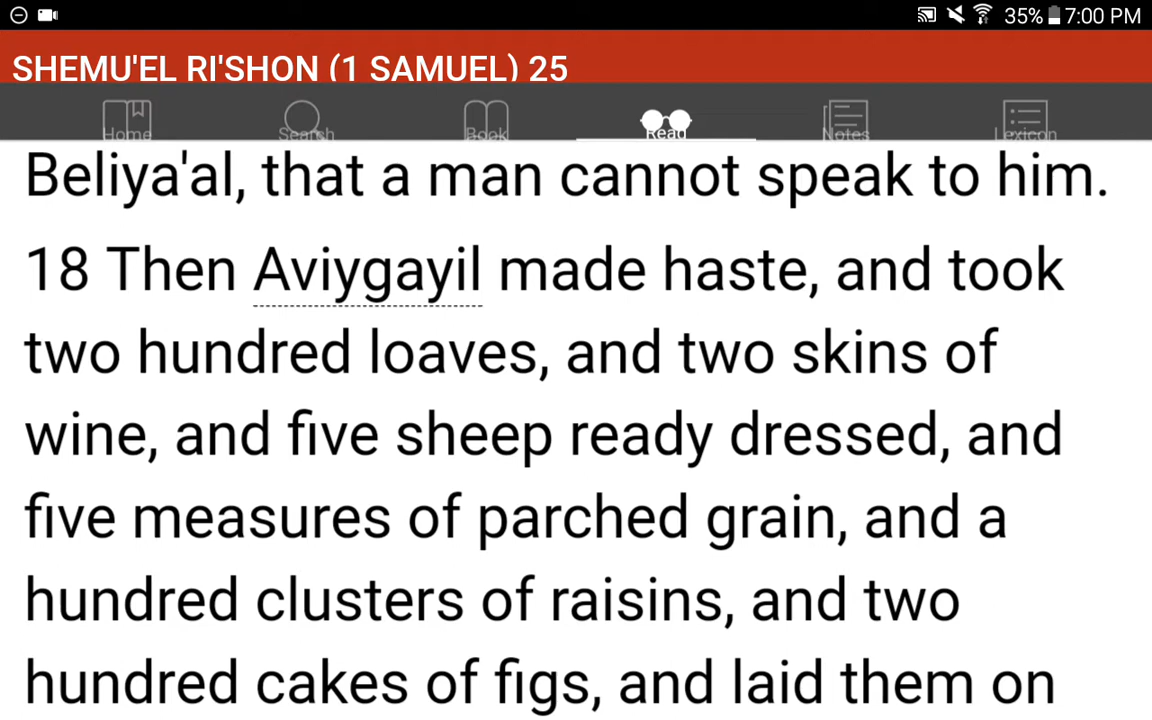 35% 7:00 PM
SHEMU'EL RI'SHON (1 SAMUEL) 25
Home Search Book Read Notes Lexicon
Beliya'al, that a man cannot speak to him.
18 Then Aviygayil made haste, and took
two hundred loaves, and two skins of
wine, and five sheep ready dressed, and
five measures of parched grain, and a
hundred clusters of raisins, and two
hundred cakes of figs, and laid them on